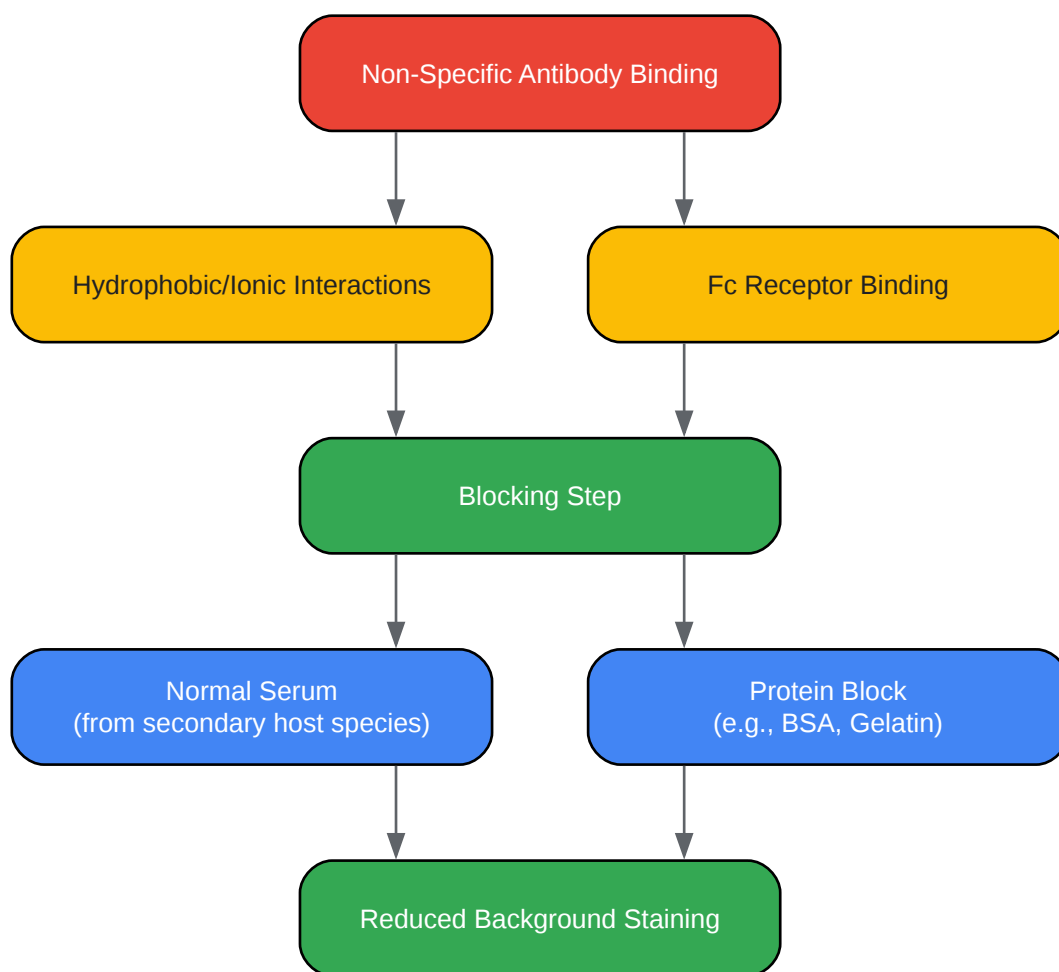 Non-Specific Antibody Binding
Hydrophobic/Ionic Interactions
Fc Receptor Binding
Blocking Step
Normal Serum
(from secondary host species)
Protein Block
(e.g., BSA, Gelatin)
Reduced Background Staining